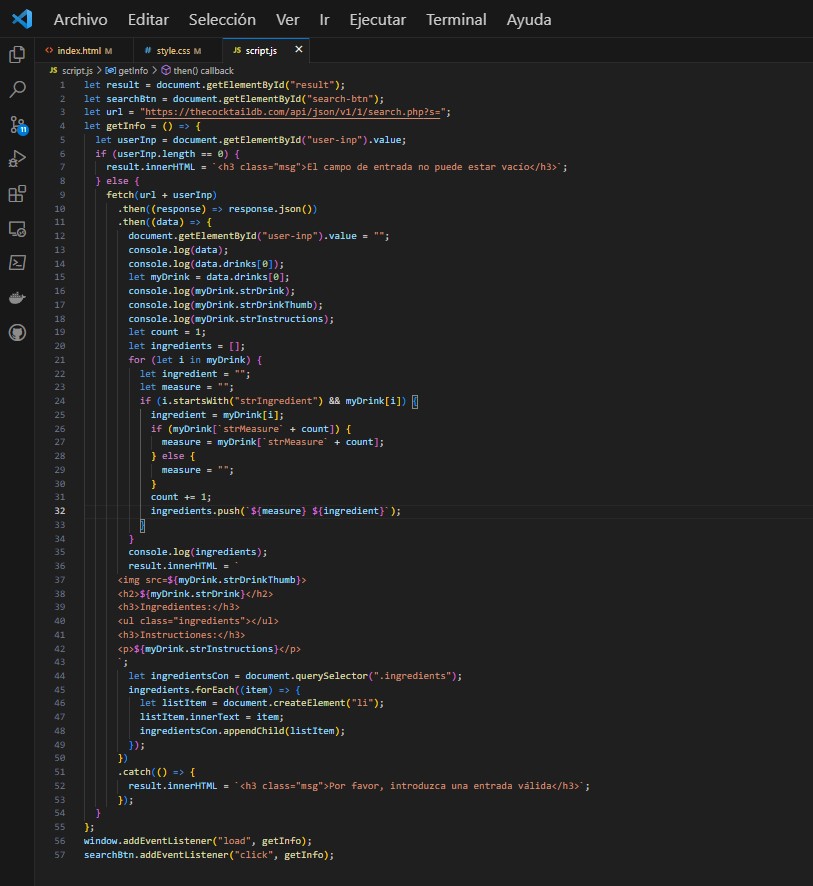 Archivo Editar Selección Ver Ir Ejecutar Terminal Ayuda
index.html M style.css M JS script.js
JS script.js > getInfo > then() callback
1 let result = document.getElementById("result");
2 let searchBtn = document.getElementById("search-btn");
3 let url = "https://thecocktaildb.com/api/json/v1/1/search.php?s=";
4 let getInfo = () => {
5 let userInp = document.getElementById("user-inp").value;
6 if (userInp.length == 0) {
7 result.innerHTML = `<h3 class="msg">El campo de entrada no puede estar vacío</h3>`;
8 } else {
9 fetch(url + userInp)
10 .then((response) => response.json())
11 .then((data) => {
12 document.getElementById("user-inp").value = "";
13 console.log(data);
14 console.log(data.drinks[0]);
15 let myDrink = data.drinks[0];
16 console.log(myDrink.strDrink);
17 console.log(myDrink.strDrinkThumb);
18 console.log(myDrink.strInstructions);
19 let count = 1;
20 let ingredients = [];
21 for (let i in myDrink) {
22 let ingredient = "";
23 let measure = "";
24 if (i.startsWith("strIngredient") && myDrink[i]) {
25 ingredient = myDrink[i];
26 if (myDrink[`strMeasure` + count]) {
27 measure = myDrink[`strMeasure` + count];
28 } else {
29 measure = "";
30 }
31 count += 1;
32 ingredients.push(`${measure} ${ingredient}`);
33 }
34 }
35 console.log(ingredients);
36 result.innerHTML = `
37 <img src=${myDrink.strDrinkThumb}>
38 <h2>${myDrink.strDrink}</h2>
39 <h3>Ingredientes:</h3>
40 <ul class="ingredients"></ul>
41 <h3>Instructiones:</h3>
42 <p>${myDrink.strInstructions}</p>
43 `;
44 let ingredientsCon = document.querySelector(".ingredients");
45 ingredients.forEach((item) => {
46 let listItem = document.createElement("li");
47 listItem.innerText = item;
48 ingredientsCon.appendChild(listItem);
49 });
50 })
51 .catch(() => {
52 result.innerHTML = `<h3 class="msg">Por favor, introduzca una entrada válida</h3>`;
53 });
54 }
55 };
56 window.addEventListener("load", getInfo);
57 searchBtn.addEventListener("click", getInfo);
11